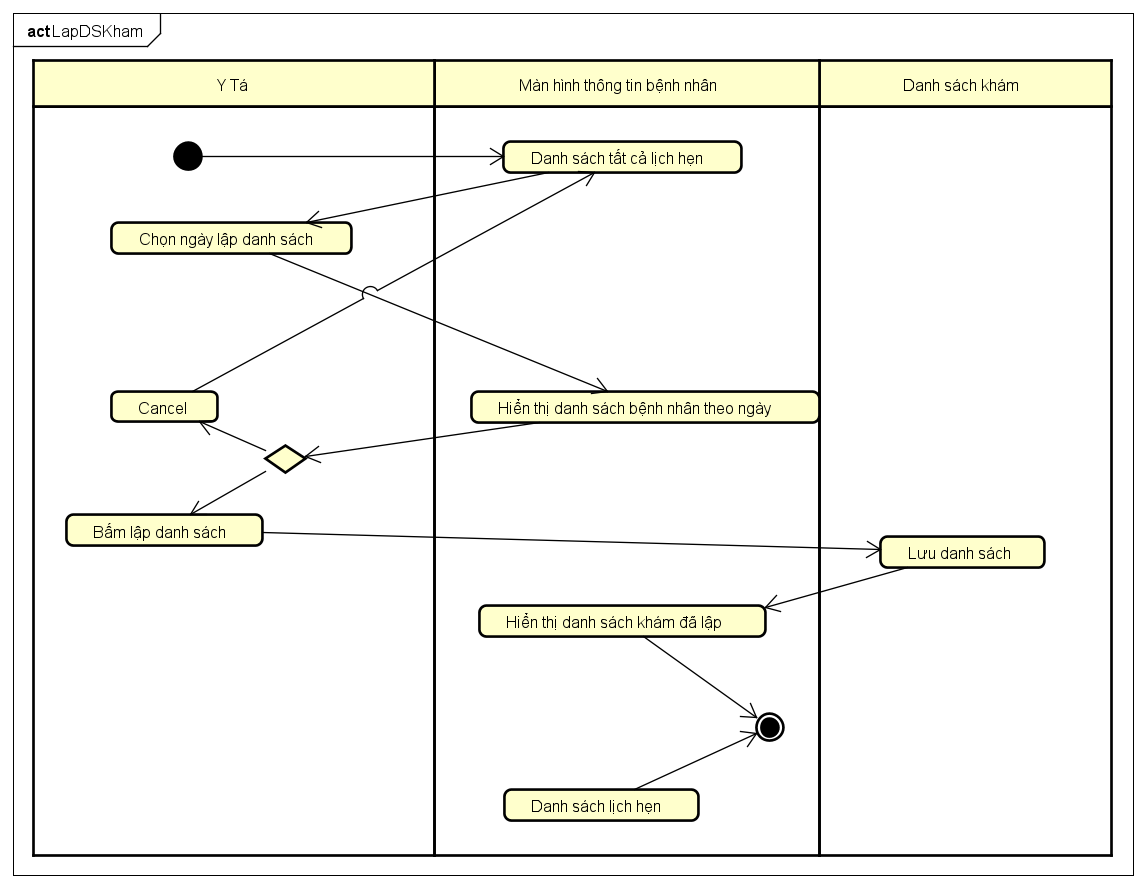 act LapDSKham
Y Tá
Màn hình thông tin bệnh nhân
Danh sách khám
Danh sách tất cả lịch hẹn
Chọn ngày lập danh sách
Cancel
Hiển thị danh sách bệnh nhân theo ngày
Bấm lập danh sách
Lưu danh sách
Hiển thị danh sách khám đã lập
Danh sách lịch hẹn